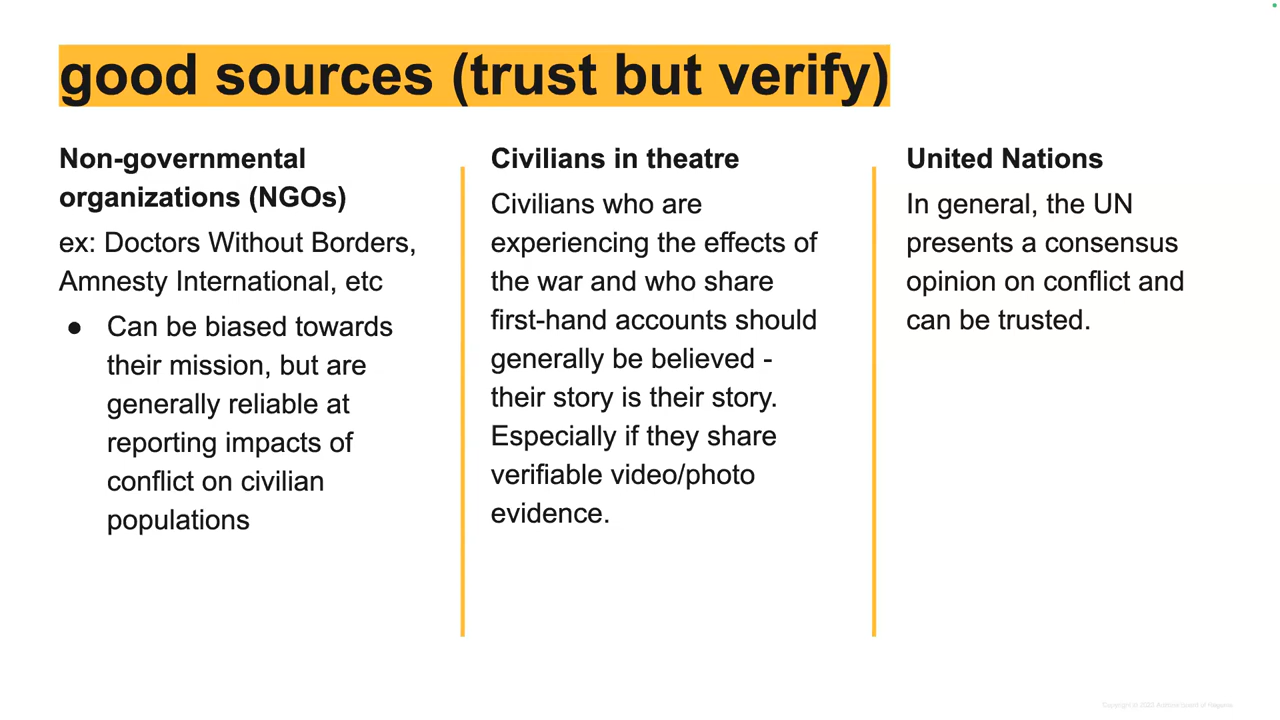 good sources (trust but verify)
Non-governmental
organizations (NGOs)
ex: Doctors Without Borders,
Amnesty International, etc
● Can be biased towards
their mission, but are
generally reliable at
reporting impacts of
conflict on civilian
populations
Civilians in theatre
Civilians who are
experiencing the effects of
the war and who share
first-hand accounts should
generally be believed -
their story is their story.
Especially if they share
verifiable video/photo
evidence.
United Nations
In general, the UN
presents a consensus
opinion on conflict and
can be trusted.